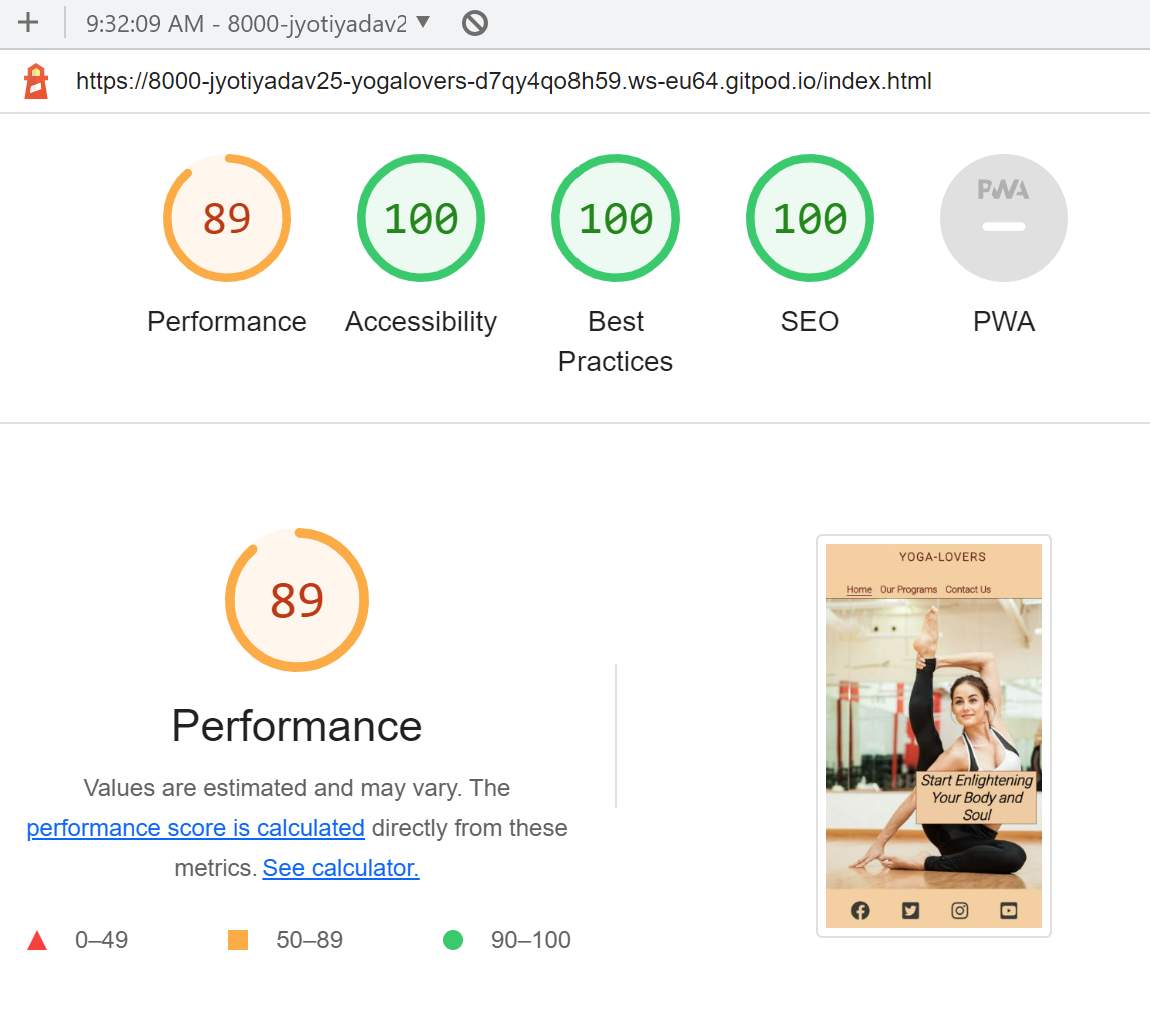 9:32:09 AM - 8000-jyotiyadav2
https://8000-jyotiyadav25-yogalovers-d7qy4qo8h59.ws-eu64.gitpod.io/index.html
89
100
100
100
PWA
Performance
Accessibility
Best
Practices
SEO
PWA
89
Performance
Values are estimated and may vary. The
performance score is calculated directly from these
metrics. See calculator.
0–49
50–89
90–100
YOGA-LOVERS
Home Our Programs Contact Us
Start Enlightening
Your Body and
Soul